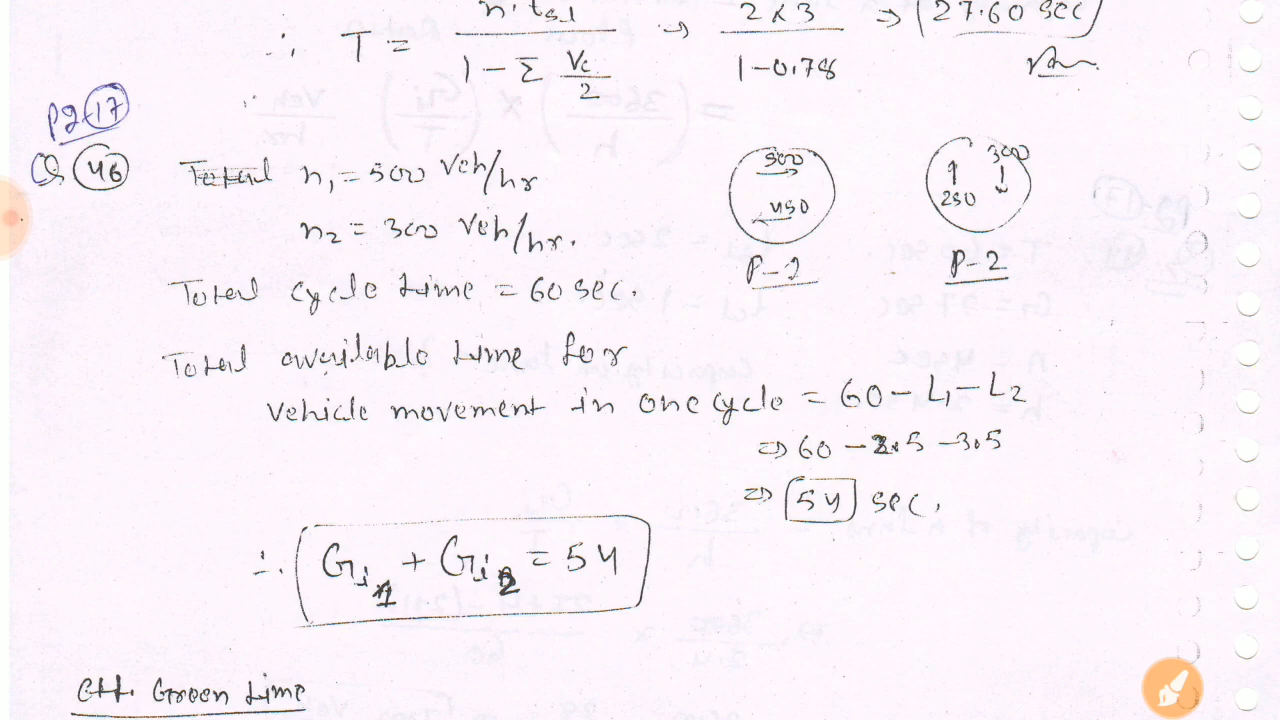 ∴ T = n.tsl / (1 - Σ Vc/2) ⇒ 2×3 / (1-0.78) ⇒ 27.60 sec
Pg-17
Q 46 Total n1 = 500 Veh/hr
n2 = 300 Veh/hr.
500 450 P-1
250 300 P-2
Total cycle time = 60 sec.
Total available time for
vehicle movement in one cycle = 60 - L1 - L2
⇒ 60 - 2.5 - 3.5
⇒ 54 sec.
∴ Gi1 + Gi2 = 54
Eff. Green time